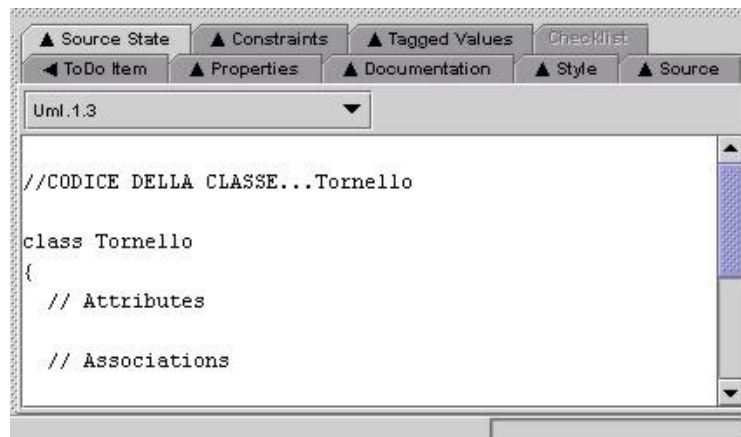 Source State Constraints Tagged Values Checklist
ToDo Item Properties Documentation Style Source
Uml.1.3
//CODICE DELLA CLASSE...Tornello
class Tornello
{
// Attributes
// Associations